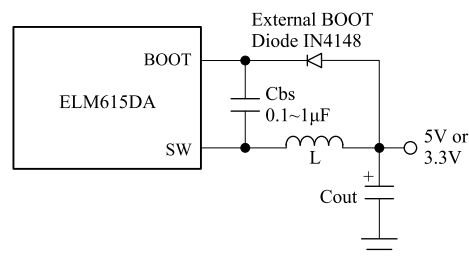 External BOOT
Diode IN4148
BOOT
ELM615DA
Cbs
0.1~1μF
SW
L
5V or
3.3V
+
Cout